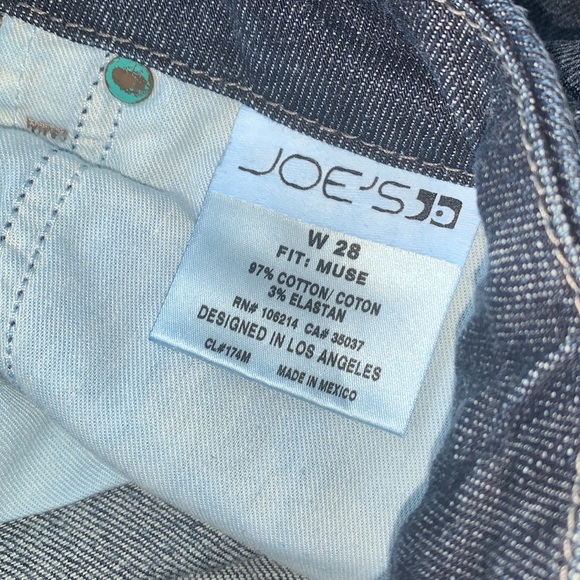 JOE'S
W 28
FIT: MUSE
97% COTTON/ COTON
3% ELASTAN
RN# 106214 CA# 35037
DESIGNED IN LOS ANGELES
CL#174M MADE IN MEXICO